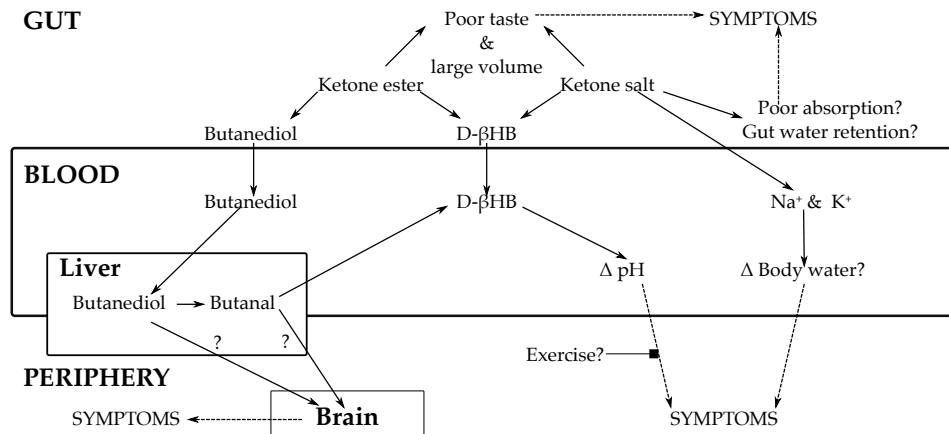 GUT
Poor taste
&
large volume
SYMPTOMS
Ketone ester
Ketone salt
Poor absorption?
Gut water retention?
Butanediol
D-βHB
BLOOD
Butanediol
D-βHB
Na⁺ & K⁺
Liver
Δ pH
Δ Body water?
Butanediol
Butanal
?
?
Exercise?
PERIPHERY
SYMPTOMS
Brain
SYMPTOMS